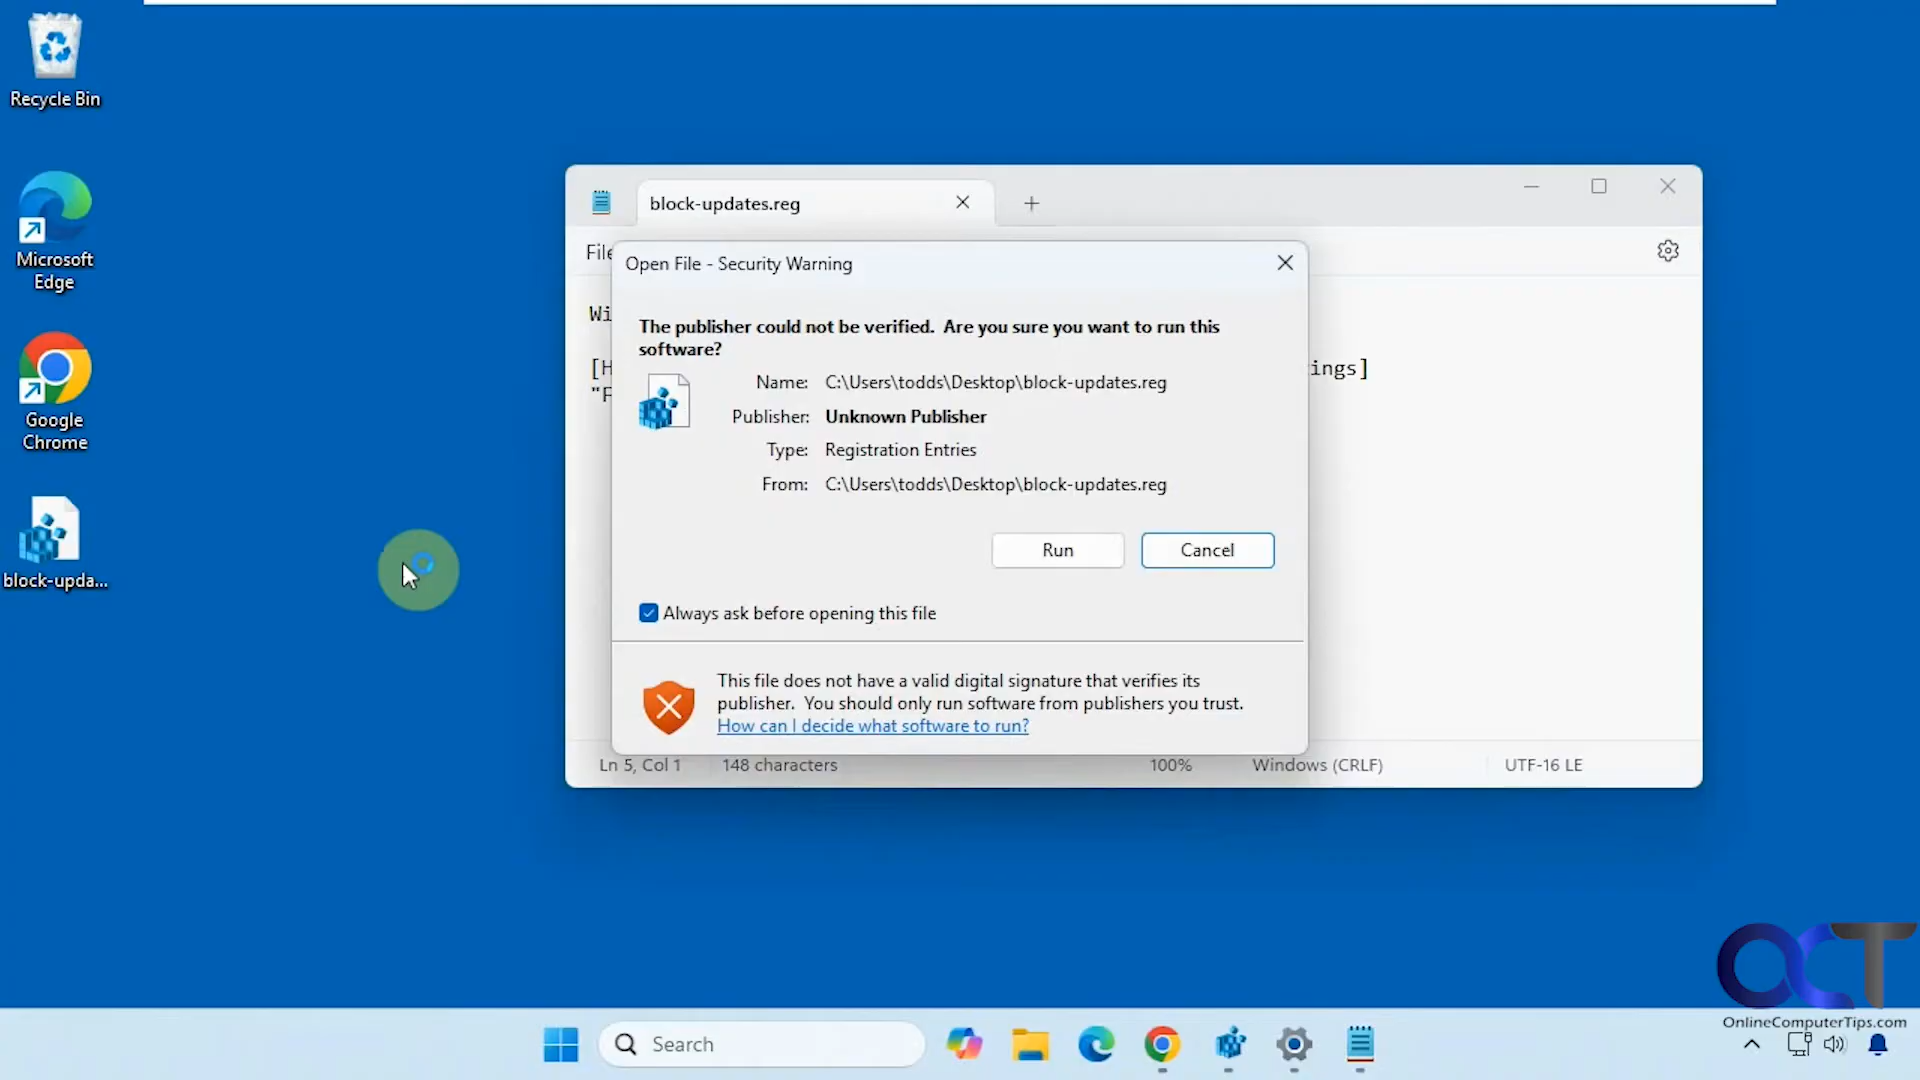 Recycle Bin
Microsoft
Edge
Google
Chrome
block-upda...
block-updates.reg
File
Open File - Security Warning
Wi
[H
ings]
"F
The publisher could not be verified. Are you sure you want to run this
software?
Name: C:\Users\todds\Desktop\block-updates.reg
Publisher: Unknown Publisher
Type: Registration Entries
From: C:\Users\todds\Desktop\block-updates.reg
Run
Cancel
Always ask before opening this file
This file does not have a valid digital signature that verifies its
publisher. You should only run software from publishers you trust.
How can I decide what software to run?
Ln 5, Col 1
148 characters
100%
Windows (CRLF)
UTF-16 LE
OCT
OnlineComputerTips.com
Search